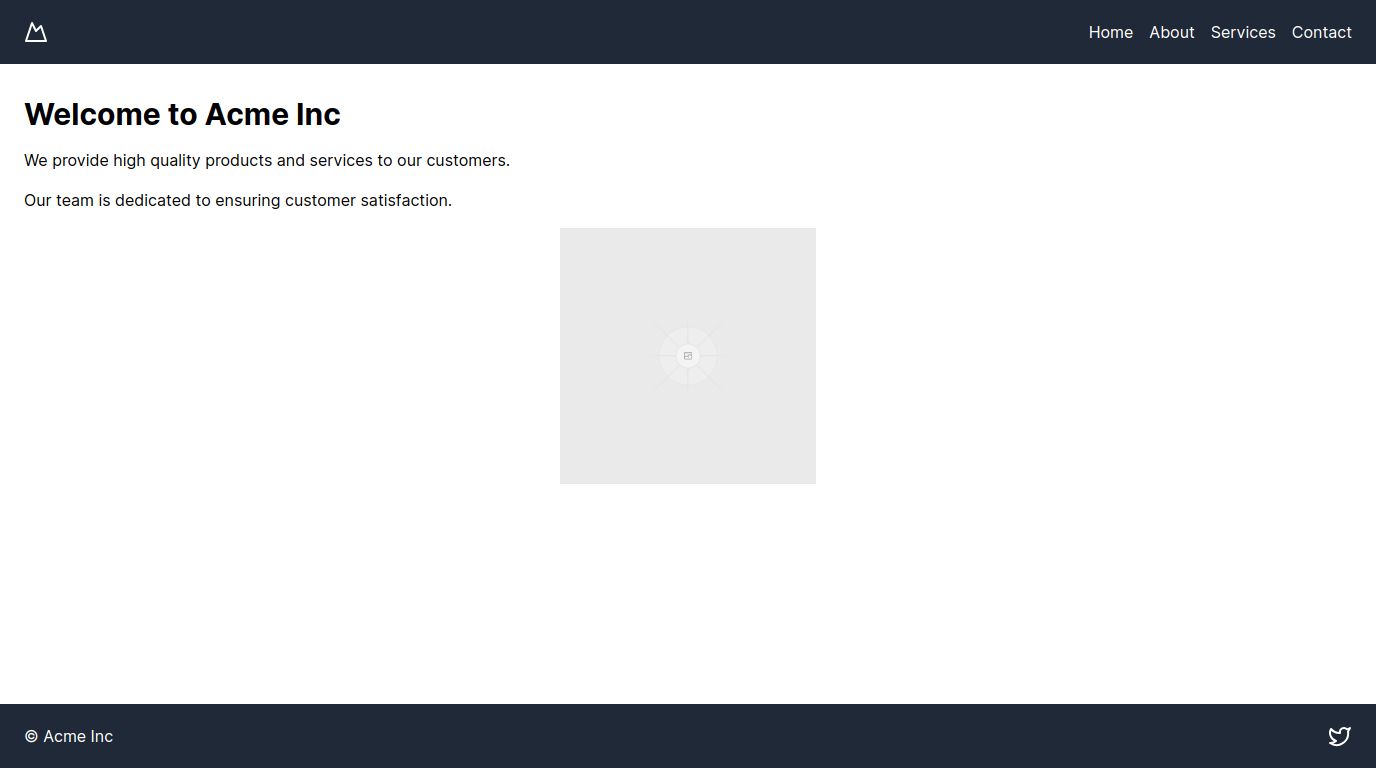 Home About Services Contact
Welcome to Acme Inc
We provide high quality products and services to our customers.
Our team is dedicated to ensuring customer satisfaction.
© Acme Inc